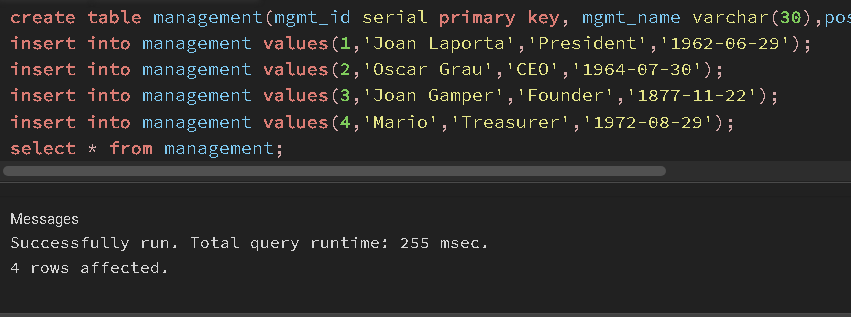 create table management(mgmt_id serial primary key, mgmt_name varchar(30),pos
insert into management values(1,'Joan Laporta','President','1962-06-29');
insert into management values(2,'Oscar Grau','CEO','1964-07-30');
insert into management values(3,'Joan Gamper','Founder','1877-11-22');
insert into management values(4,'Mario','Treasurer','1972-08-29');
select * from management;
Messages
Successfully run. Total query runtime: 255 msec.
4 rows affected.